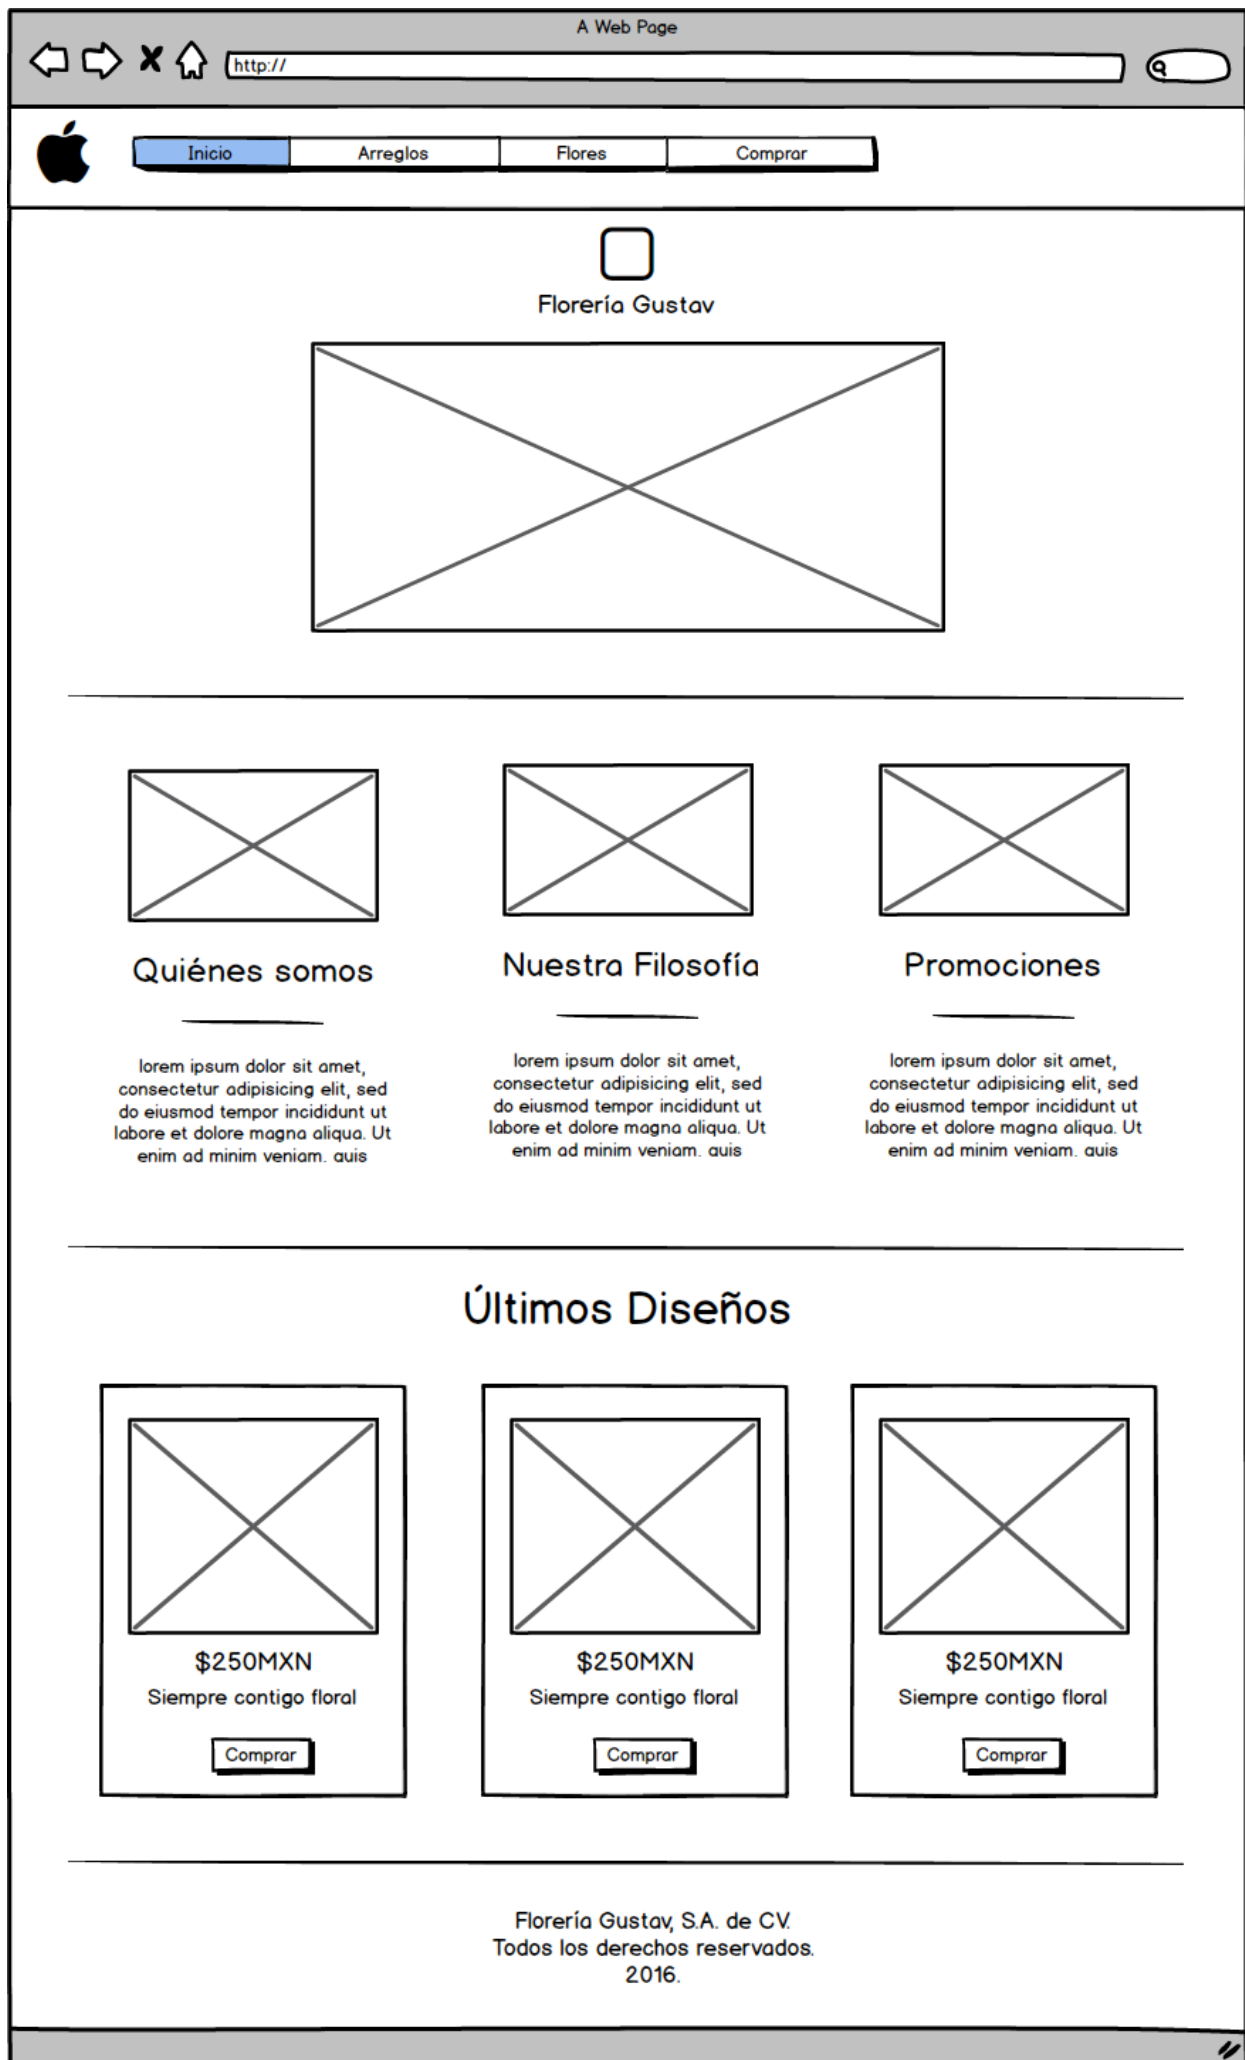 A Web Page
http://
Inicio
Arreglos
Flores
Comprar
Florería Gustav
Quiénes somos
lorem ipsum dolor sit amet,
consectetur adipisicing elit, sed
do eiusmod tempor incididunt ut
labore et dolore magna aliqua. Ut
enim ad minim veniam. quis
Nuestra Filosofía
lorem ipsum dolor sit amet,
consectetur adipisicing elit, sed
do eiusmod tempor incididunt ut
labore et dolore magna aliqua. Ut
enim ad minim veniam. quis
Promociones
lorem ipsum dolor sit amet,
consectetur adipisicing elit, sed
do eiusmod tempor incididunt ut
labore et dolore magna aliqua. Ut
enim ad minim veniam. quis
Últimos Diseños
$250MXN
Siempre contigo floral
Comprar
$250MXN
Siempre contigo floral
Comprar
$250MXN
Siempre contigo floral
Comprar
Florería Gustav, S.A. de CV.
Todos los derechos reservados.
2016.